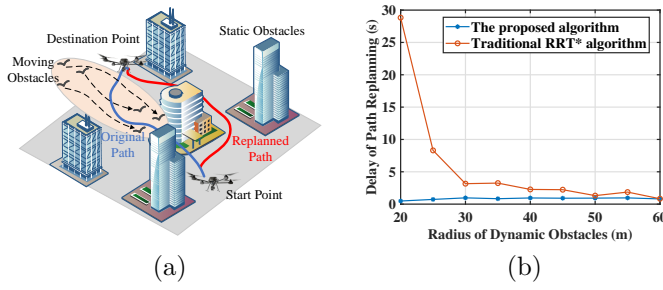 Destination Point
Static Obstacles
Moving
Obstacles
Original
Path
Replanned
Path
Start Point
(a)
Delay of Path Replanning (s)
30
25
20
15
10
5
0
The proposed algorithm
Traditional RRT* algorithm
20 30 40 50 60
Radius of Dynamic Obstacles (m)
(b)